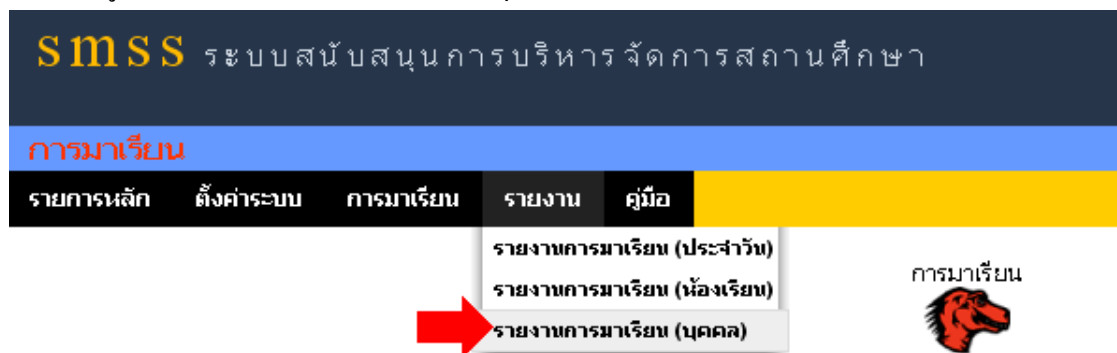 smss ระบบสนับสนุนการบริหารจัดการสถานศึกษา
การมาเรียน
รายการหลัก ตั้งค่าระบบ การมาเรียน รายงาน คู่มือ
รายงานการมาเรียน (ประจำวัน)
รายงานการมาเรียน (ห้องเรียน)
รายงานการมาเรียน (บุคคล)
การมาเรียน